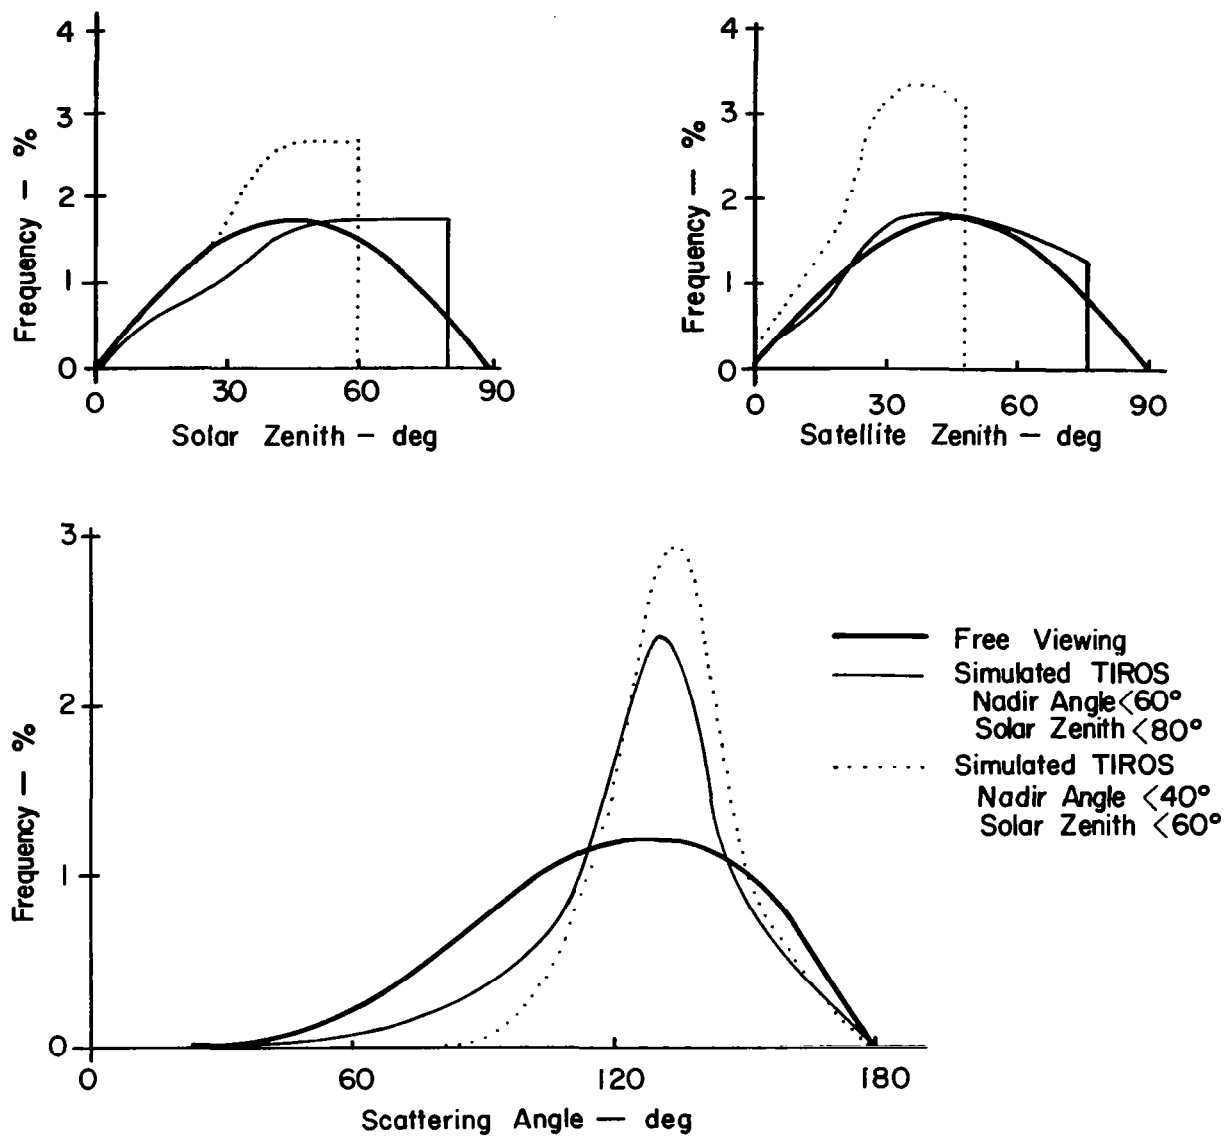 4
3
2
1
0
Frequency — %
0 30 60 90
Solar Zenith — deg
4
3
2
1
0
Frequency — %
0 30 60 90
Satellite Zenith — deg
3
2
1
0
Frequency — %
0 60 120 180
Scattering Angle — deg
Free Viewing
Simulated TIROS
Nadir Angle <60°
Solar Zenith <80°
Simulated TIROS
Nadir Angle <40°
Solar Zenith <60°